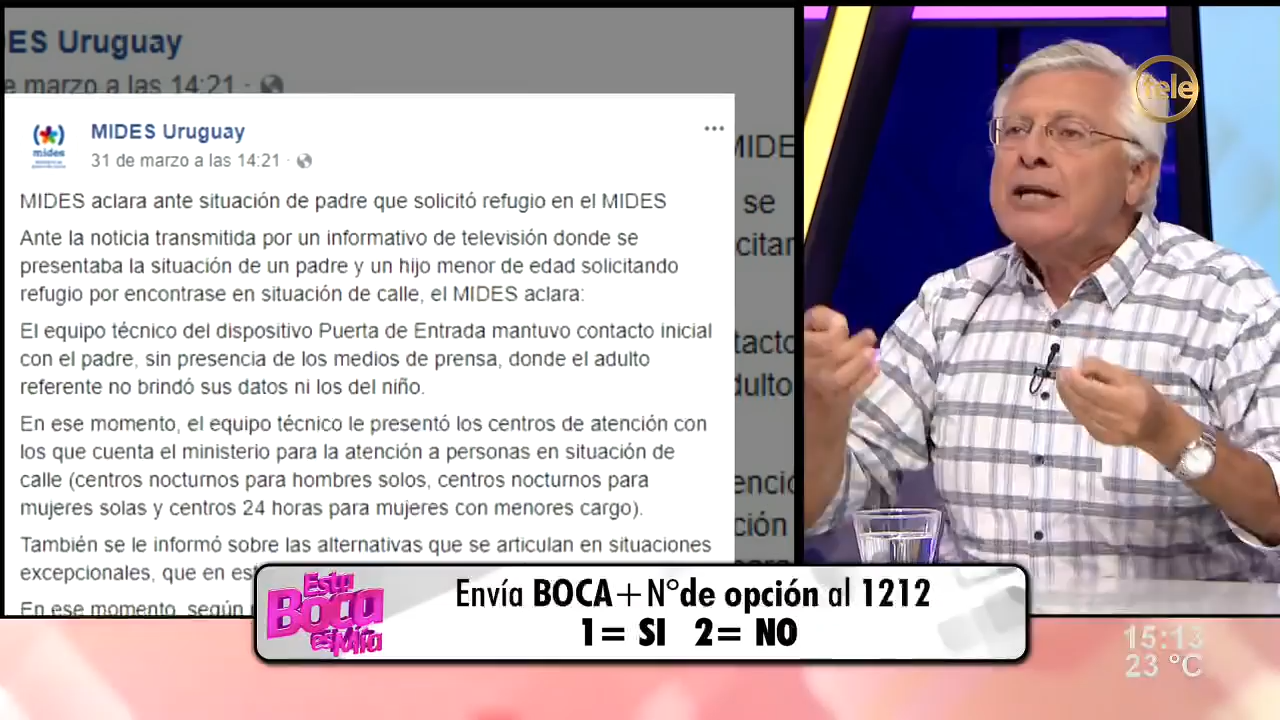 ES Uruguay
e marzo a las 14:21 ·
mides
MIDES Uruguay
31 de marzo a las 14:21 ·
MIDES aclara ante situación de padre que solicitó refugio en el MIDES
Ante la noticia transmitida por un informativo de televisión donde se
presentaba la situación de un padre y un hijo menor de edad solicitando
refugio por encontrase en situación de calle, el MIDES aclara:
El equipo técnico del dispositivo Puerta de Entrada mantuvo contacto inicial
con el padre, sin presencia de los medios de prensa, donde el adulto
referente no brindó sus datos ni los del niño.
En ese momento, el equipo técnico le presentó los centros de atención con
los que cuenta el ministerio para la atención a personas en situación de
calle (centros nocturnos para hombres solos, centros nocturnos para
mujeres solas y centros 24 horas para mujeres con menores cargo).
También se le informó sobre las alternativas que se articulan en situaciones
excepcionales, que en es
En ese momento, según
MIDE
se
citar
tacto
dulto
enció
ción
tele
Esta
BOCA
es Mía
Envía BOCA+N°de opción al 1212
1= SI 2= NO
15:13
23 °C